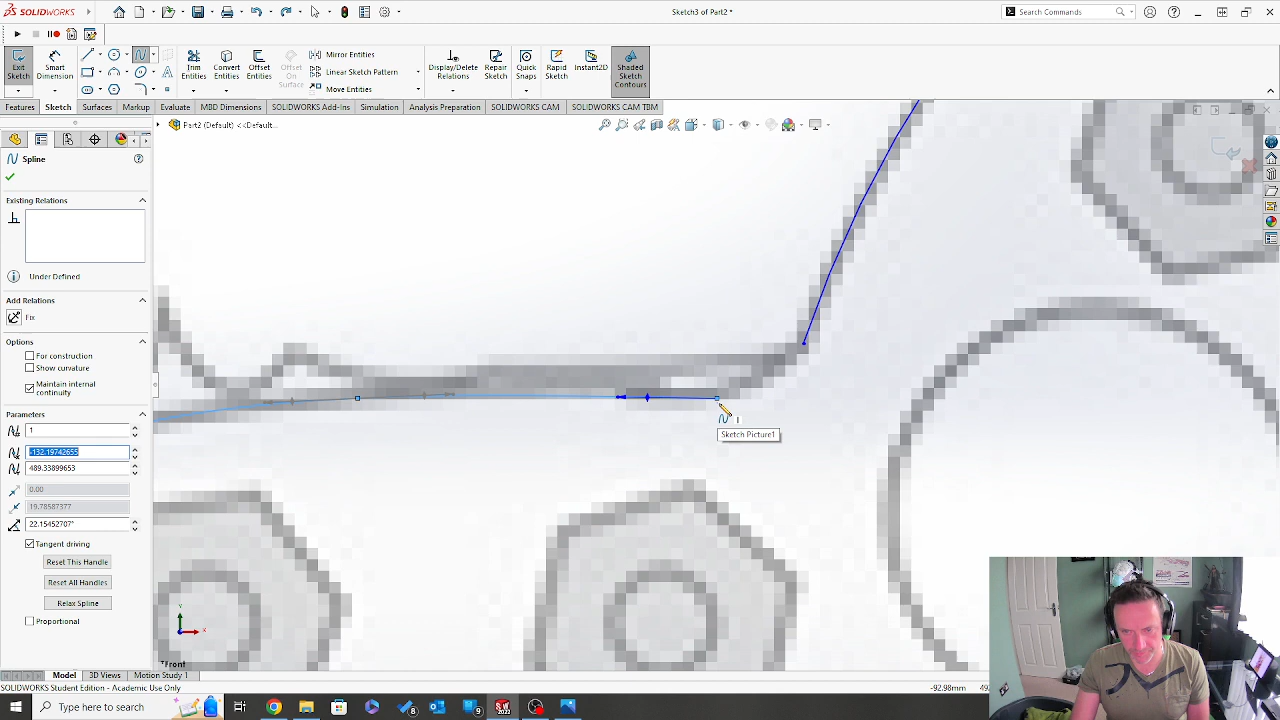 SOLIDWORKS
Sketch3 of Part2 *
Search Commands
Exit Sketch
Smart Dimension
Trim Entities
Convert Entities
Offset Entities
Offset On Surface
Mirror Entities
Linear Sketch Pattern
Move Entities
Display/Delete Relations
Repair Sketch
Quick Snaps
Rapid Sketch
Instant2D
Shaded Sketch Contours
Features Sketch Surfaces Markup Evaluate MBD Dimensions SOLIDWORKS Add-Ins Simulation Analysis Preparation SOLIDWORKS CAM SOLIDWORKS CAM TBM
Part2 (Default) <<Default...
Spline
Existing Relations
Under Defined
Add Relations
Fix
Options
For construction
Show curvature
Maintain internal continuity
Parameters
1
-132.19742655
489.33899653
0.00
19.78587377
22.15452707°
Tangent driving
Reset This Handle
Reset All Handles
Relax Spline
Proportional
Sketch Picture1
Y
X
*Front
Model 3D Views Motion Study 1
SOLIDWORKS Student Edition - Academic Use Only
-92.98mm
Type here to search